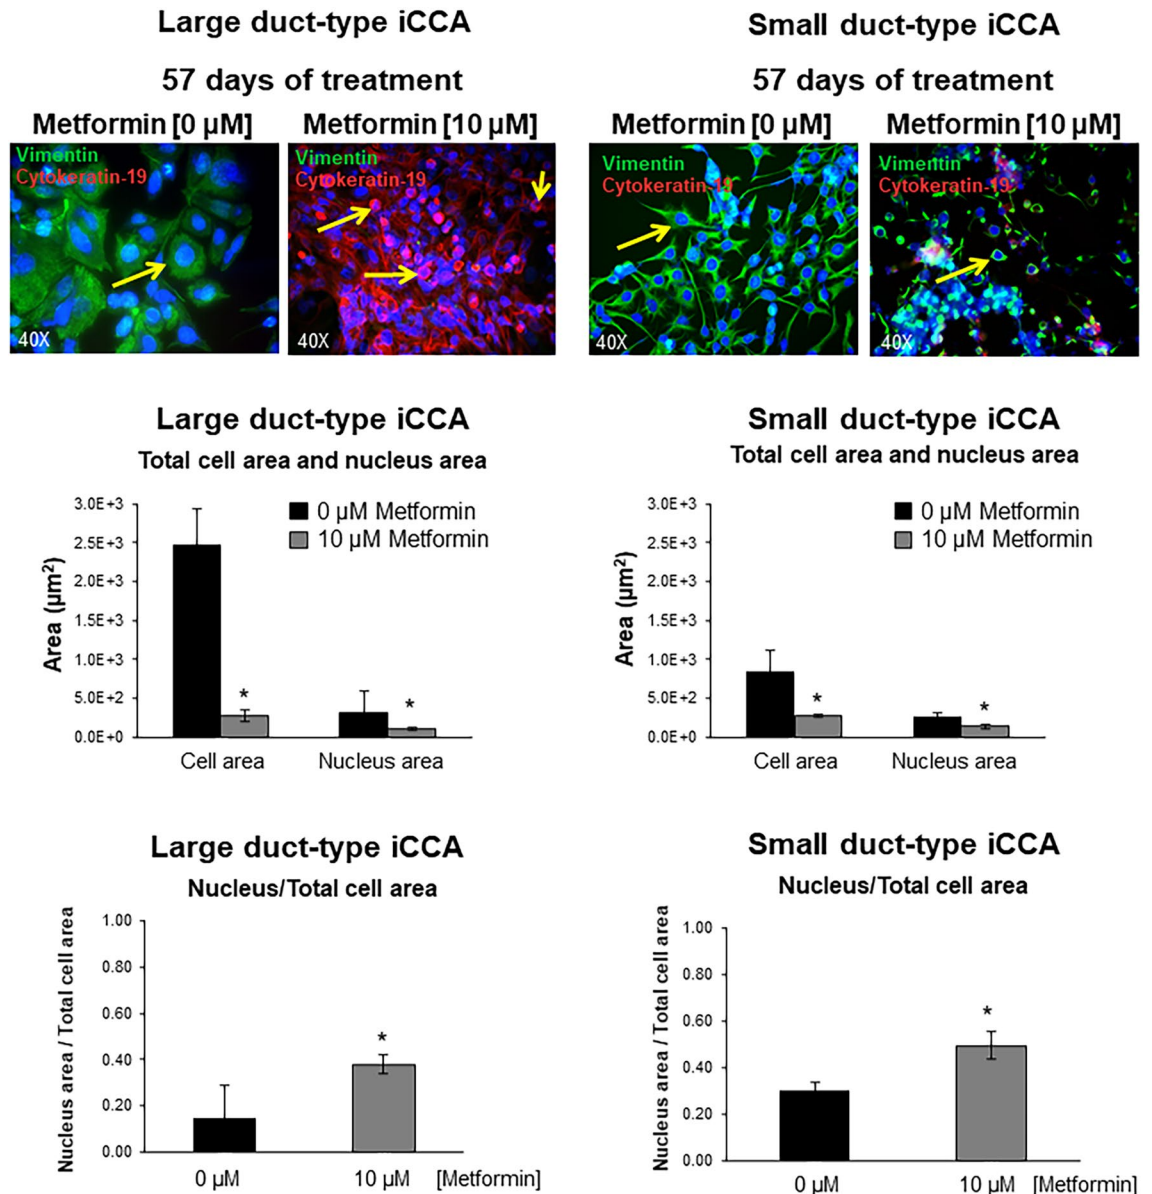 Large duct-type iCCA
Small duct-type iCCA
57 days of treatment
57 days of treatment
Metformin [0 µM]
Metformin [10 µM]
Metformin [0 µM]
Metformin [10 µM]
Vimentin
Cytokeratin-19
40X
Vimentin
Cytokeratin-19
40X
Vimentin
Cytokeratin-19
40X
Vimentin
Cytokeratin-19
40X
Large duct-type iCCA
Total cell area and nucleus area
Area (µm²)
3.0E+3
2.5E+3
2.0E+3
1.5E+3
1.0E+3
5.0E+2
0.0E+0
0 µM Metformin
10 µM Metformin
*
*
Cell area
Nucleus area
Small duct-type iCCA
Total cell area and nucleus area
Area (µm²)
3.0E+3
2.5E+3
2.0E+3
1.5E+3
1.0E+3
5.0E+2
0.0E+0
0 µM Metformin
10 µM Metformin
*
*
Cell area
Nucleus area
Large duct-type iCCA
Nucleus/Total cell area
Nucleus area / Total cell area
1.00
0.80
0.60
0.40
0.20
0.00
*
0 µM
10 µM
[Metformin]
Small duct-type iCCA
Nucleus/Total cell area
Nucleus area / Total cell area
1.00
0.80
0.60
0.40
0.20
0.00
*
0 µM
10 µM
[Metformin]